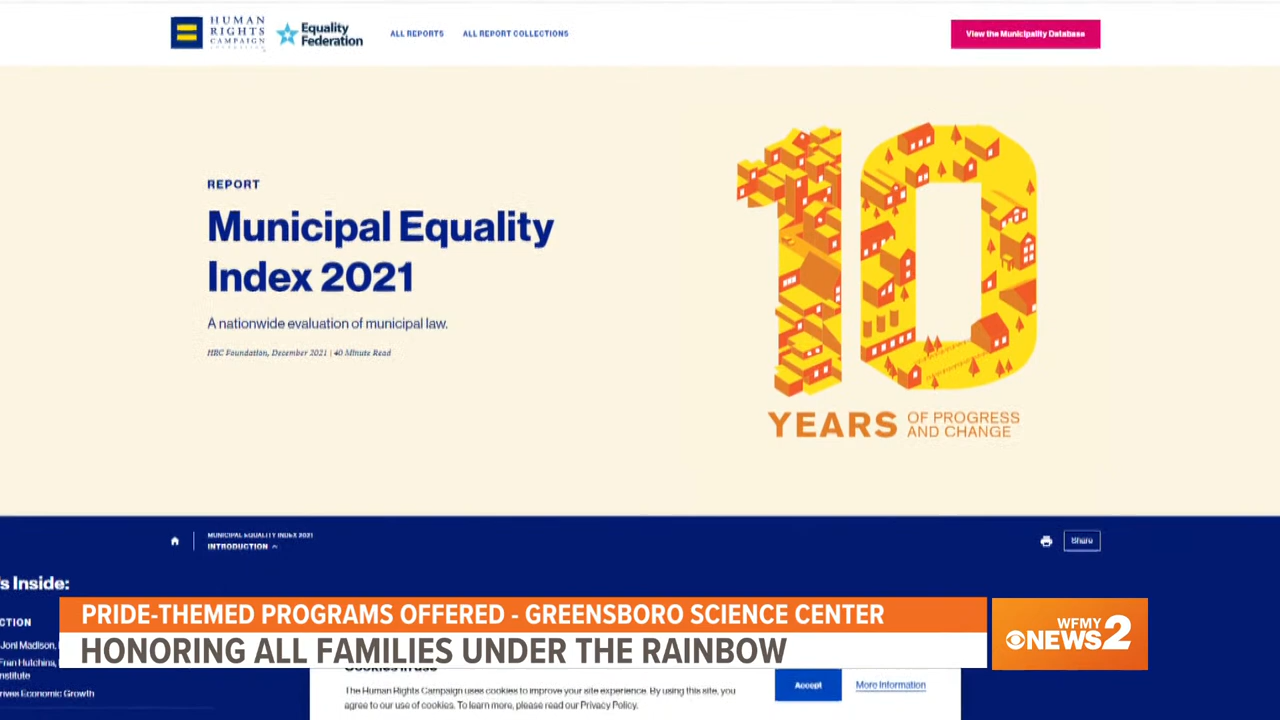 HUMAN
RIGHTS
CAMPAIGN
Equality
Federation
ALL REPORTS
ALL REPORT COLLECTIONS
View the Municipality Database
REPORT
Municipal Equality
Index 2021
A nationwide evaluation of municipal law.
HRC Foundation, December 2021 | 40 Minute Read
10
YEARS
OF PROGRESS
AND CHANGE
MUNICIPAL EQUALITY INDEX 2021
INTRODUCTION
Share
s Inside:
CTION
Joni Madison,
Fran Hutchins,
nstitute
rives Economic Growth
PRIDE-THEMED PROGRAMS OFFERED - GREENSBORO SCIENCE CENTER
HONORING ALL FAMILIES UNDER THE RAINBOW
WFMY
NEWS 2
Cookies in use
The Human Rights Campaign uses cookies to improve your site experience. By using this site, you
agree to our use of cookies. To learn more, please read our Privacy Policy.
Accept
More Information